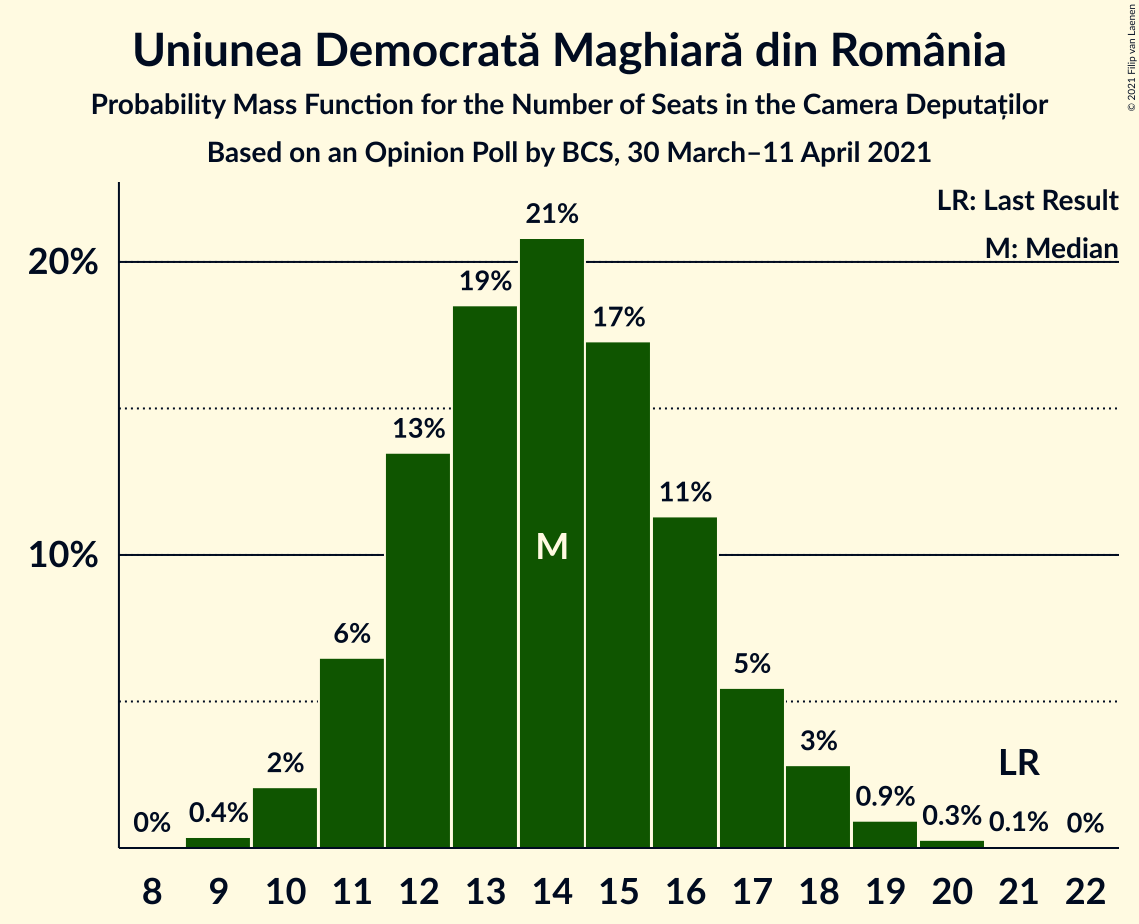 Uniunea Democrată Maghiară din România
Probability Mass Function for the Number of Seats in the Camera Deputaților
Based on an Opinion Poll by BCS, 30 March–11 April 2021
© 2021 Filip van Laenen
LR: Last Result
M: Median
20%
10%
0%
0.4%
2%
6%
13%
19%
21%
17%
11%
5%
3%
0.9%
0.3%
0.1%
0%
M
LR
8 9 10 11 12 13 14 15 16 17 18 19 20 21 22